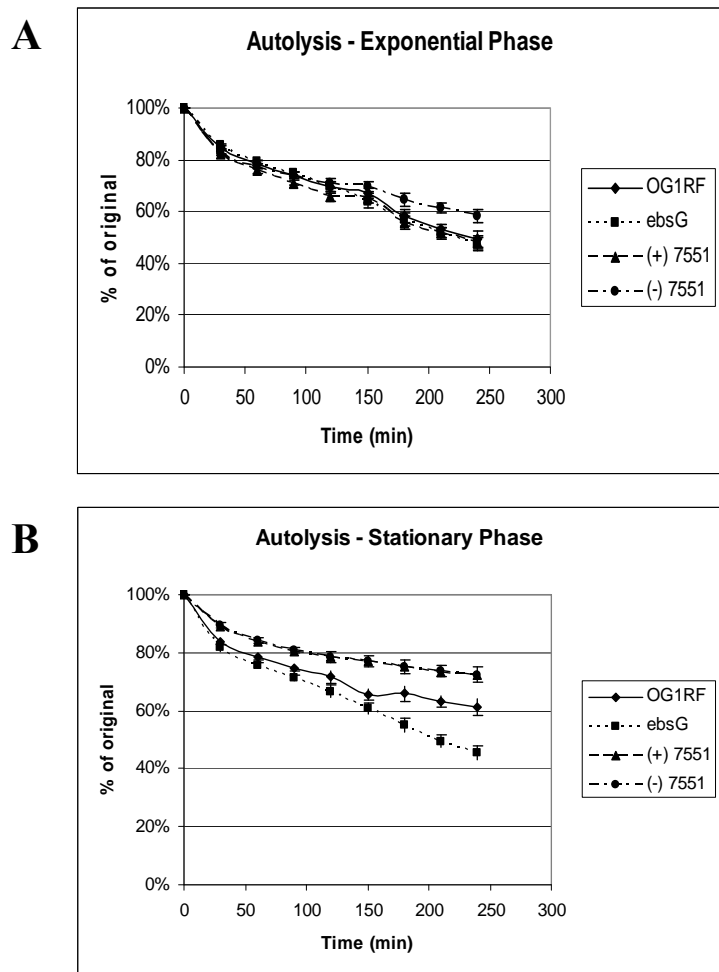 A
Autolysis - Exponential Phase
% of original
100%
80%
60%
40%
20%
0%
0 50 100 150 200 250 300
Time (min)
OG1RF
ebsG
(+) 7551
(-) 7551
B
Autolysis - Stationary Phase
% of original
100%
80%
60%
40%
20%
0%
0 50 100 150 200 250 300
Time (min)
OG1RF
ebsG
(+) 7551
(-) 7551